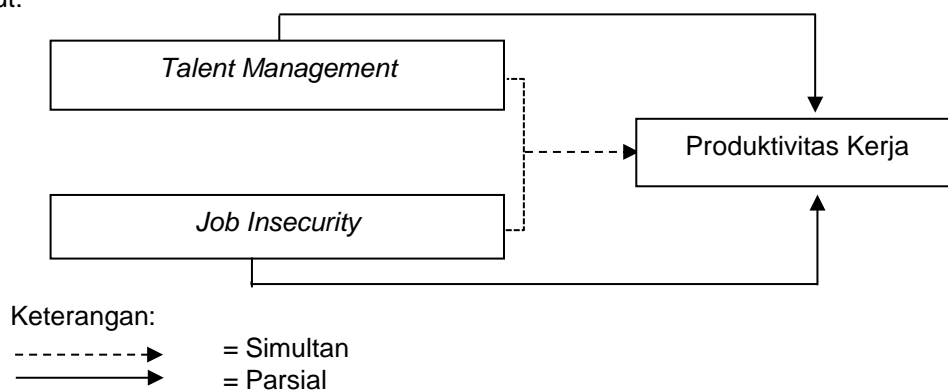 Talent Management
Produktivitas Kerja
Job Insecurity
Keterangan:
= Simultan
= Parsial